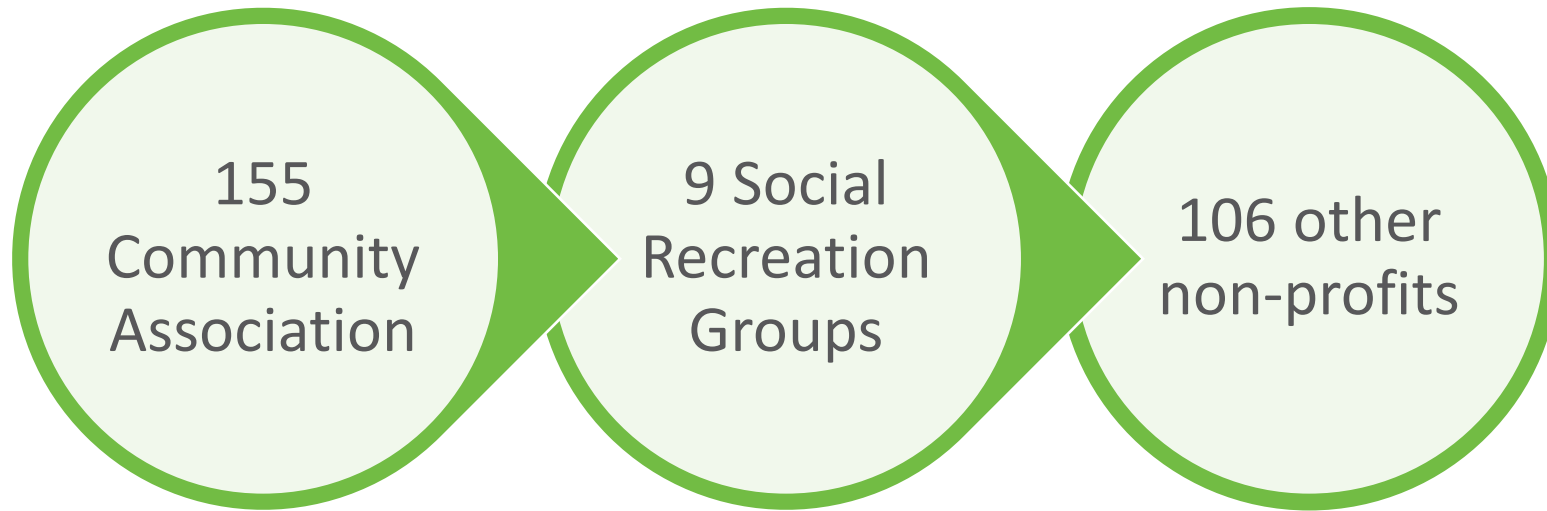 155
Community
Association
9 Social
Recreation
Groups
106 other
non-profits